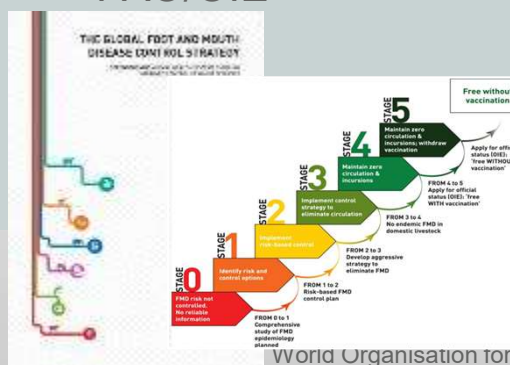 THE GLOBAL FOOT AND MOUTH
DISEASE CONTROL STRATEGY
Free without
vaccination
STAGE 5
Maintain zero
circulation &
incursions; withdraw
vaccination
Apply for
status (OIE):
'free WITHOUT
vaccination'
STAGE 4
Maintain zero
circulation &
incursions
FROM 4 to 5
Apply for official
status (OIE): 'free
WITH vaccination'
STAGE 3
Implement control
strategy to
eliminate circulation
FROM 3 to 4
No endemic FMD in
domestic livestock
STAGE 2
Implement
risk-based control
FROM 2 to 3
Develop aggressive
strategy to
eliminate FMD
STAGE 1
Identify risk and
control options
FROM 1 to 2
Risk-based FMD
control plan
STAGE 0
FMD risk not
controlled.
No reliable
information
FROM 0 to 1
Comprehensive
study of FMD
epidemiology
planned
World Organisation for